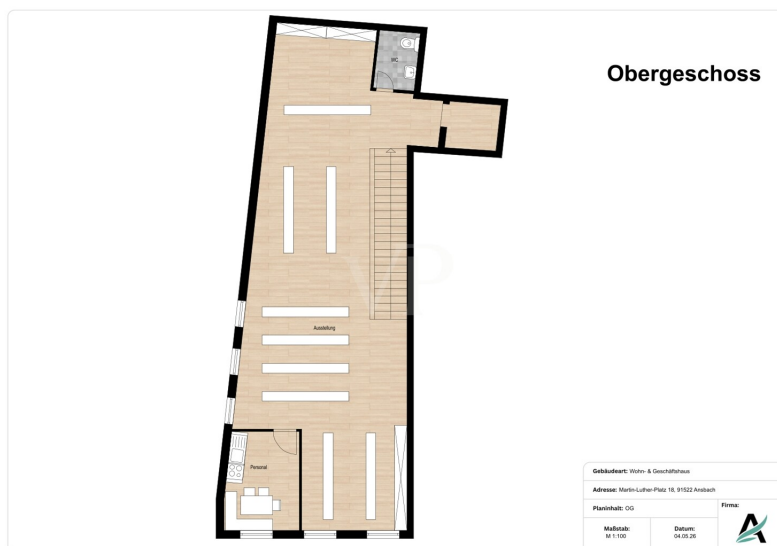 Obergeschoss
WC
Ausstellung
Personal
VP
Gebäudeart: Wohn- & Geschäftshaus
Adresse: Martin-Luther-Platz 18, 91522 Ansbach
Planinhalt: OG
Firma:
Maßstab:
M 1:100
Datum:
04.05.26